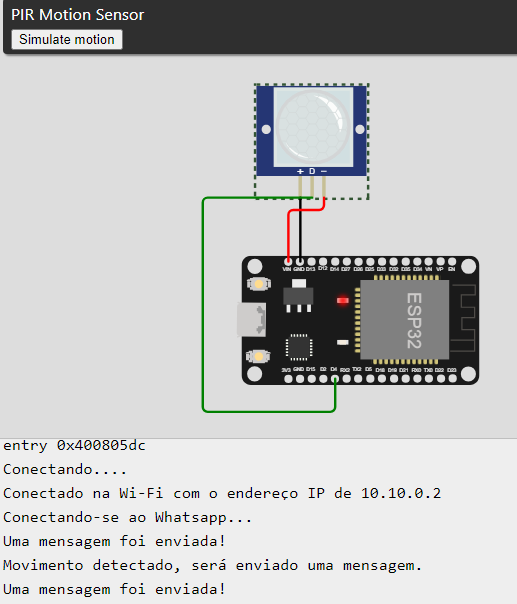 PIR Motion Sensor
Simulate motion
+ D −
VIN GND D13 D12 D14 D27 D26 D25 D33 D32 D35 D34 VN VP EN
ESP32
3V3 GND D15 D2 D4 RX2 TX2 D5 D18 D19 D21 RX0 TX0 D22 D23
entry 0x400805dc
Conectando....
Conectado na Wi-Fi com o endereço IP de 10.10.0.2
Conectando-se ao Whatsapp...
Uma mensagem foi enviada!
Movimento detectado, será enviado uma mensagem.
Uma mensagem foi enviada!